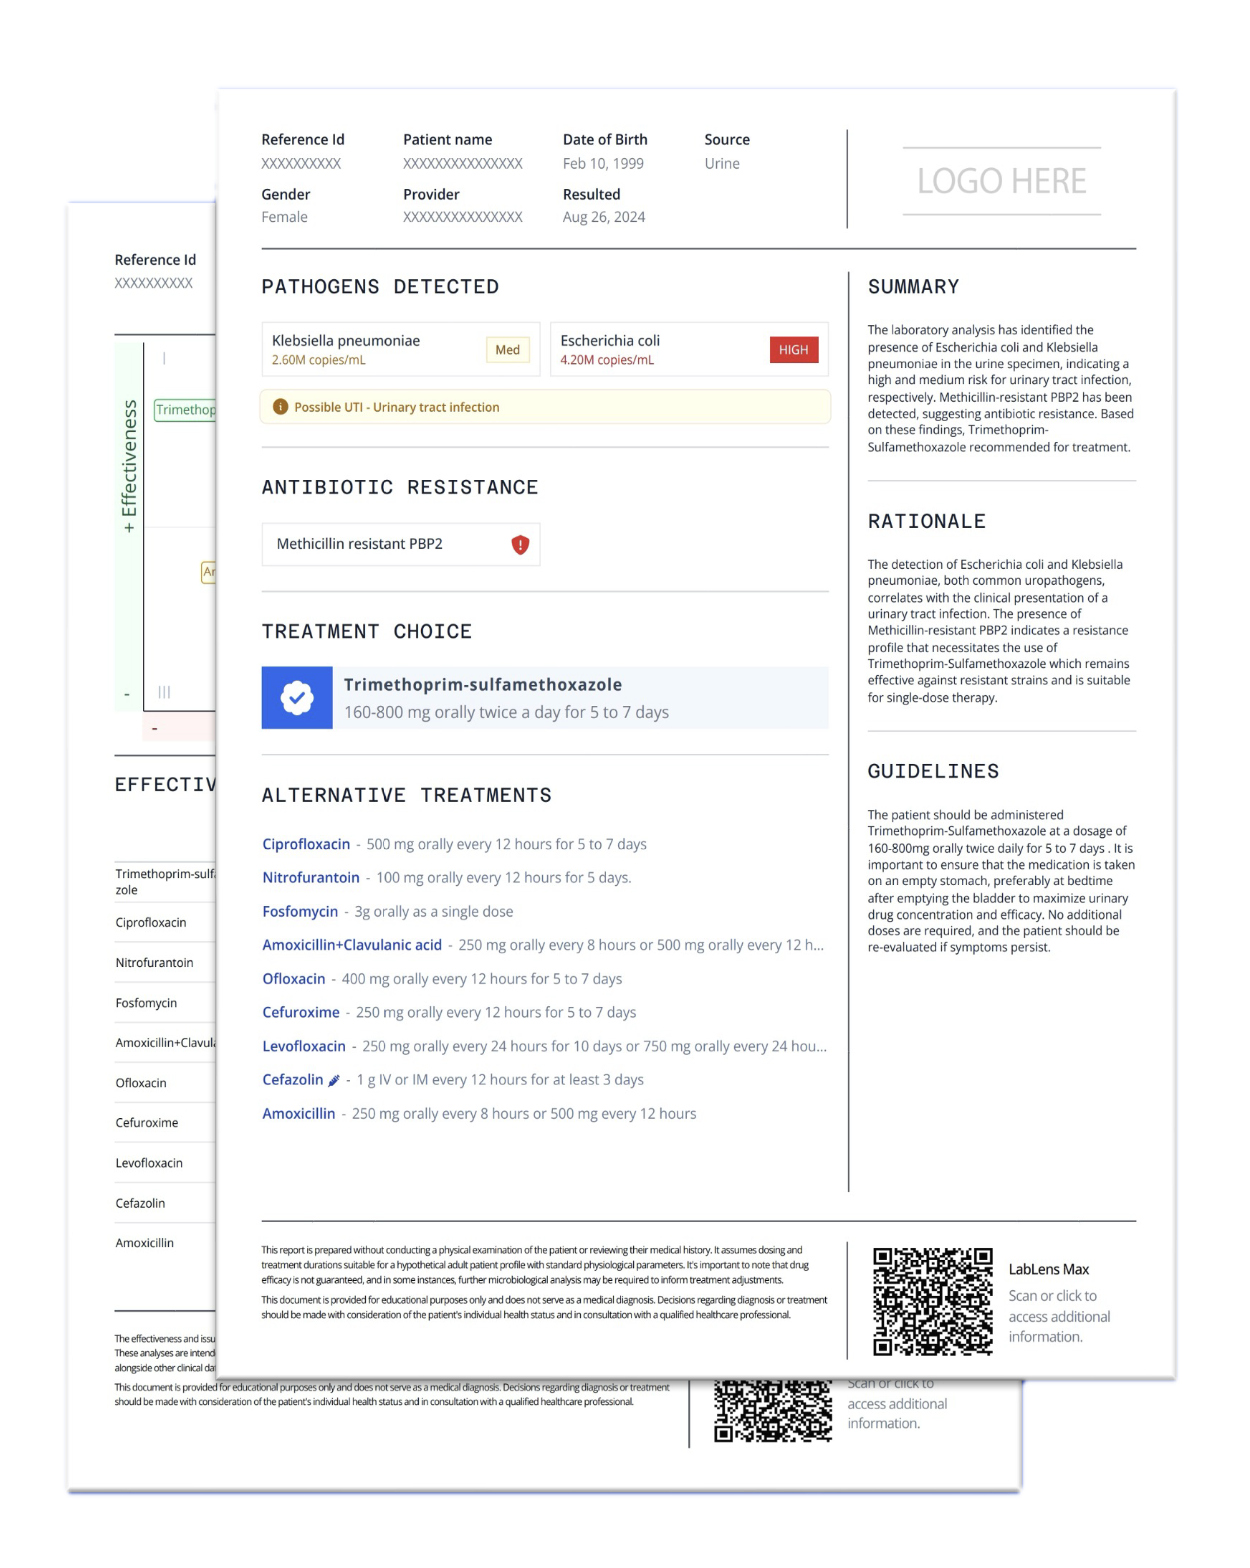 Reference Id
XXXXXXXXXX
Patient name
XXXXXXXXXXXXXXX
Date of Birth
Feb 10, 1999
Source
Urine
Gender
Female
Provider
XXXXXXXXXXXXXXX
Resulted
Aug 26, 2024
LOGO HERE
PATHOGENS DETECTED
Klebsiella pneumoniae
2.60M copies/mL
Med
Escherichia coli
4.20M copies/mL
HIGH
Possible UTI - Urinary tract infection
ANTIBIOTIC RESISTANCE
Methicillin resistant PBP2
TREATMENT CHOICE
Trimethoprim-sulfamethoxazole
160-800 mg orally twice a day for 5 to 7 days
ALTERNATIVE TREATMENTS
Ciprofloxacin - 500 mg orally every 12 hours for 5 to 7 days
Nitrofurantoin - 100 mg orally every 12 hours for 5 days.
Fosfomycin - 3g orally as a single dose
Amoxicillin+Clavulanic acid - 250 mg orally every 8 hours or 500 mg orally every 12 h...
Ofloxacin - 400 mg orally every 12 hours for 5 to 7 days
Cefuroxime - 250 mg orally every 12 hours for 5 to 7 days
Levofloxacin - 250 mg orally every 24 hours for 10 days or 750 mg orally every 24 hou...
Cefazolin - 1 g IV or IM every 12 hours for at least 3 days
Amoxicillin - 250 mg orally every 8 hours or 500 mg every 12 hours
SUMMARY
The laboratory analysis has identified the
presence of Escherichia coli and Klebsiella
pneumoniae in the urine specimen, indicating a
high and medium risk for urinary tract infection,
respectively. Methicillin-resistant PBP2 has been
detected, suggesting antibiotic resistance. Based
on these findings, Trimethoprim-
Sulfamethoxazole recommended for treatment.
RATIONALE
The detection of Escherichia coli and Klebsiella
pneumoniae, both common uropathogens,
correlates with the clinical presentation of a
urinary tract infection. The presence of
Methicillin-resistant PBP2 indicates a resistance
profile that necessitates the use of
Trimethoprim-Sulfamethoxazole which remains
effective against resistant strains and is suitable
for single-dose therapy.
GUIDELINES
The patient should be administered
Trimethoprim-Sulfamethoxazole at a dosage of
160-800mg orally twice daily for 5 to 7 days . It is
important to ensure that the medication is taken
on an empty stomach, preferably at bedtime
after emptying the bladder to maximize urinary
drug concentration and efficacy. No additional
doses are required, and the patient should be
re-evaluated if symptoms persist.
This report is prepared without conducting a physical examination of the patient or reviewing their medical history. It assumes dosing and
treatment durations suitable for a hypothetical adult patient profile with standard physiological parameters. It's important to note that drug
efficacy is not guaranteed, and in some instances, further microbiological analysis may be required to inform treatment adjustments.
This document is provided for educational purposes only and does not serve as a medical diagnosis. Decisions regarding diagnosis or treatment
should be made with consideration of the patient's individual health status and in consultation with a qualified healthcare professional.
LabLens Max
Scan or click to
access additional
information.
Reference Id
XXXXXXXXXX
I
Trimethop
+ Effectiveness
Ar
-
III
-
EFFECTIV
Trimethoprim-sulf
zole
Ciprofloxacin
Nitrofurantoin
Fosfomycin
Amoxicillin+Clavul
Ofloxacin
Cefuroxime
Levofloxacin
Cefazolin
Amoxicillin
The effectiveness and issu
These analyses are intend
alongside other clinical da
This document is provided for educational purposes only and does not serve as a medical diagnosis. Decisions regarding diagnosis or treatment
should be made with consideration of the patient's individual health status and in consultation with a qualified healthcare professional.
Scan or click to
access additional
information.